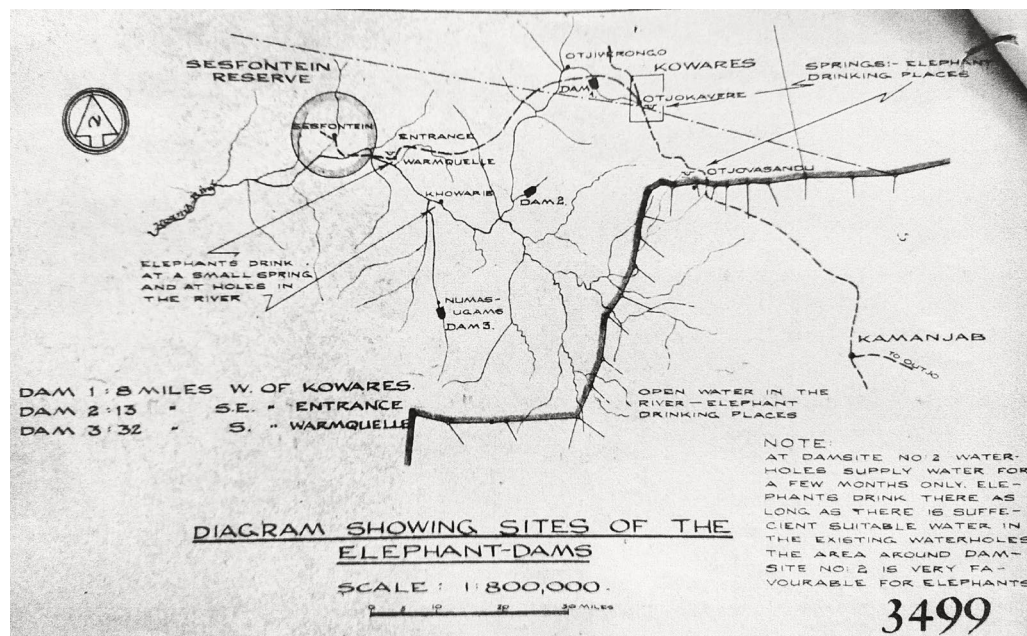 SESFONTEIN
RESERVE
OTJIVERONGO
KOWARES
SPRINGS:- ELEPHANT
DRINKING PLACES
DAM
OTJOKAVERE
SESFONTEIN
ENTRANCE
WARMQUELLE
OTJOVASANDU
KHOWARIB
DAM 2.
ELEPHANTS DRINK
AT A SMALL SPRING
AND AT HOLES IN
THE RIVER
NUMAS-
UGAMS
DAM 3.
KAMANJAB
TO OUTJO
DAM 1: 8 MILES W. OF KOWARES.
DAM 2: 13 " S.E. " ENTRANCE
DAM 3: 32 " S. " WARMQUELLE
OPEN WATER IN THE
RIVER - ELEPHANT
DRINKING PLACES
NOTE:
AT DAMSITE NO: 2 WATER-
HOLES SUPPLY WATER FOR
A FEW MONTHS ONLY. ELE-
PHANTS DRINK THERE AS
LONG AS THERE IS SUFFE-
CIENT SUITABLE WATER IN
THE EXISTING WATERHOLES
THE AREA AROUND DAM-
SITE NO: 2 IS VERY FA-
VOURABLE FOR ELEPHANTS
DIAGRAM SHOWING SITES OF THE
ELEPHANT-DAMS
SCALE: 1:800,000.
0 5 10 20 30 MILES
3499